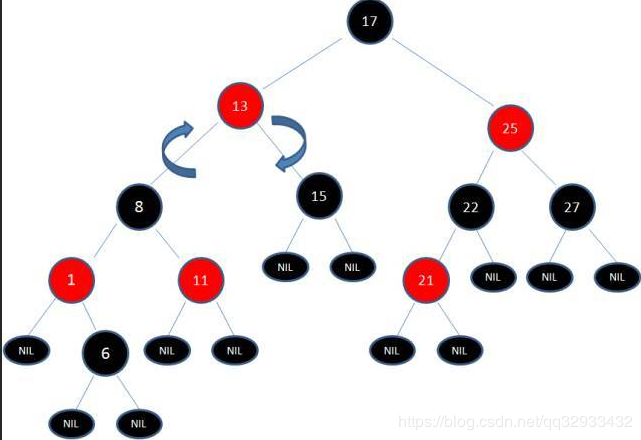 17
13
25
8
15
22
27
1
11
NIL
NIL
21
NIL
NIL
NIL
NIL
6
NIL
NIL
NIL
NIL
NIL
NIL
https://blog.csdn.net/qq32933432